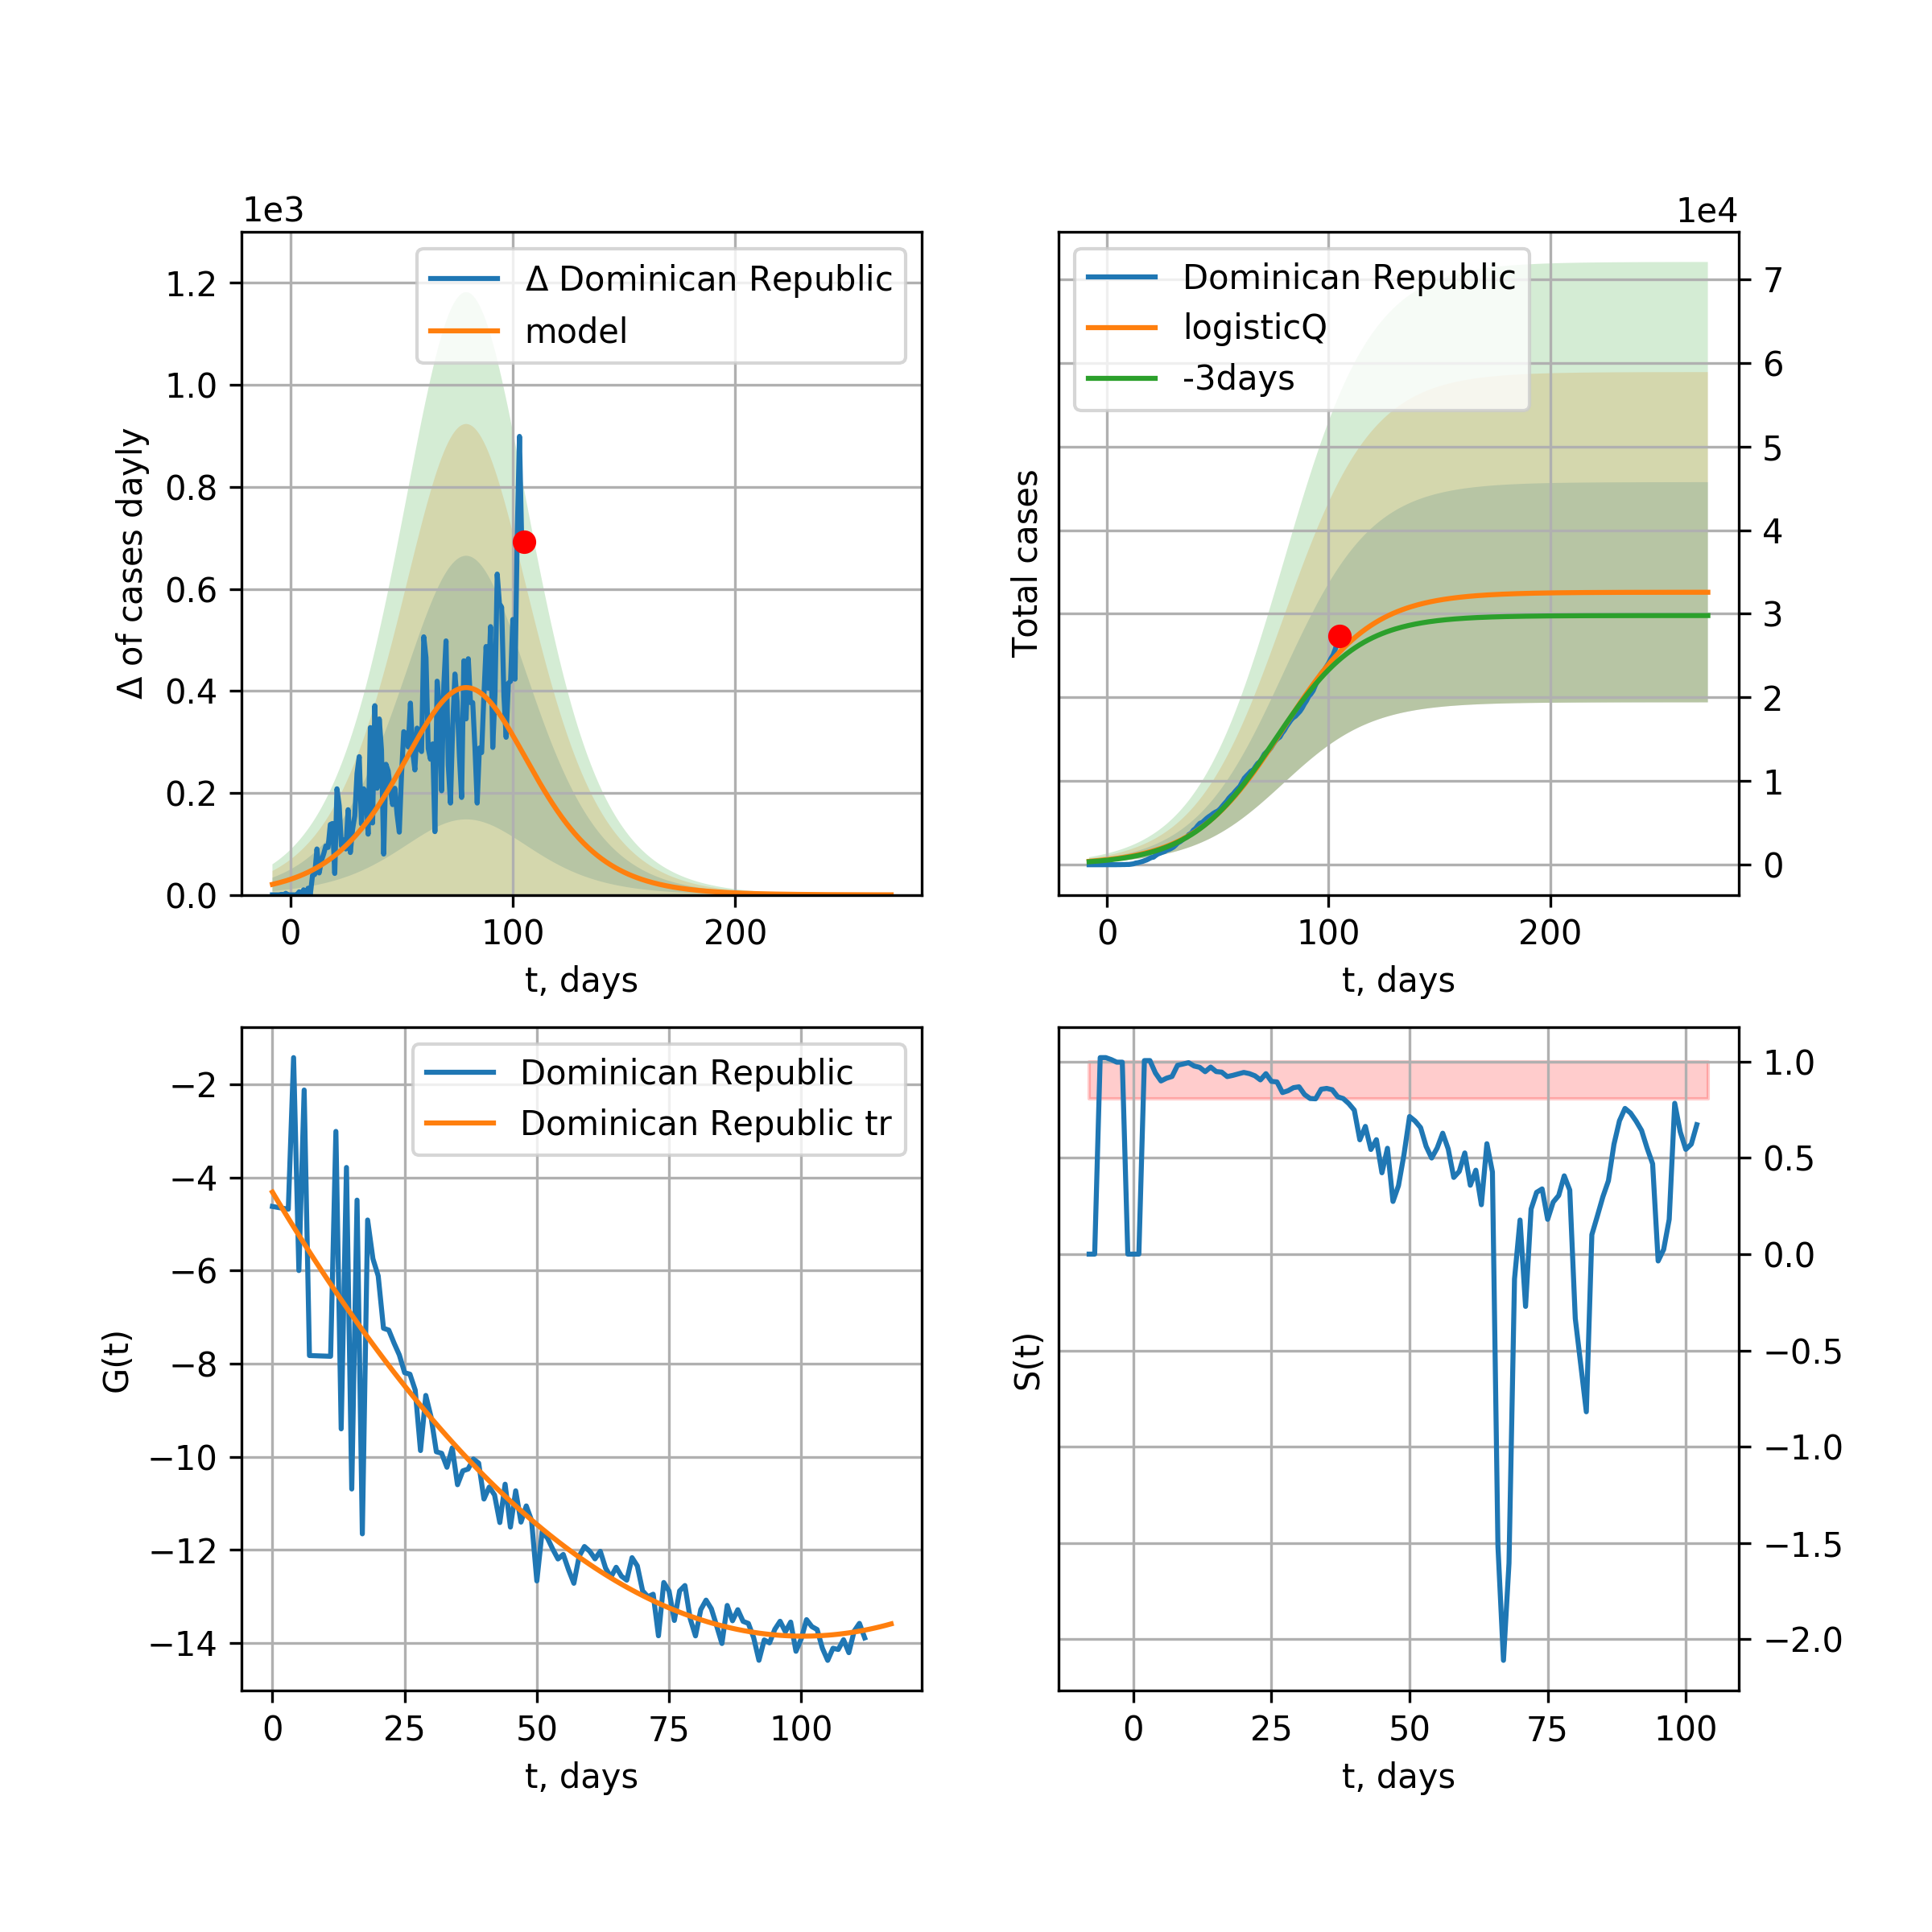 1e3
1.2
1.0
0.8
0.6
0.4
0.2
0.0
Δ of cases dayly
Δ Dominican Republic
model
0 100 200
t, days
1e4
7
6
5
4
3
2
1
0
Total cases
Dominican Republic
logisticQ
-3days
0 100 200
t, days
−2
−4
−6
−8
−10
−12
−14
G(t)
Dominican Republic
Dominican Republic tr
0 25 50 75 100
t, days
1.0
0.5
0.0
−0.5
−1.0
−1.5
−2.0
S(t)
0 25 50 75 100
t, days